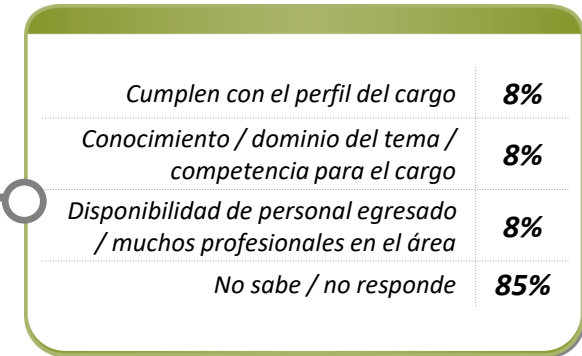 Cumplen con el perfil del cargo 8%
Conocimiento / dominio del tema /
competencia para el cargo 8%
Disponibilidad de personal egresado
/ muchos profesionales en el área 8%
No sabe / no responde 85%